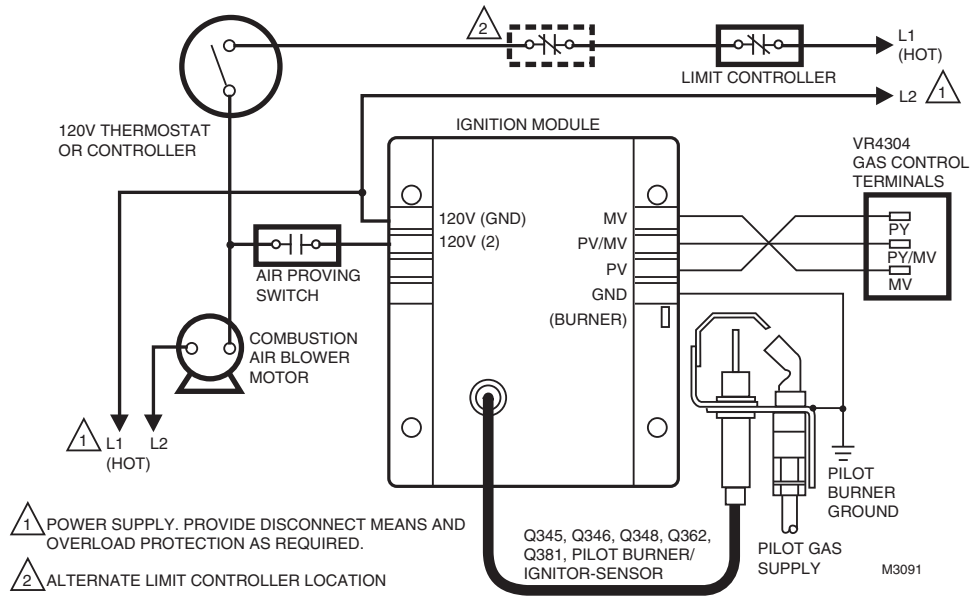 2
L1
(HOT)
LIMIT CONTROLLER
L2
1
120V THERMOSTAT
OR CONTROLLER
IGNITION MODULE
VR4304
GAS CONTROL
TERMINALS
120V (GND)
120V (2)
MV
PV/MV
PV
GND
(BURNER)
PY
PY/MV
MV
AIR PROVING
SWITCH
COMBUSTION
AIR BLOWER
MOTOR
1
L1
(HOT)
L2
PILOT
BURNER
GROUND
1 POWER SUPPLY. PROVIDE DISCONNECT MEANS AND
OVERLOAD PROTECTION AS REQUIRED.
2 ALTERNATE LIMIT CONTROLLER LOCATION
Q345, Q346, Q348, Q362,
Q381, PILOT BURNER/
IGNITOR-SENSOR
PILOT GAS
SUPPLY
M3091